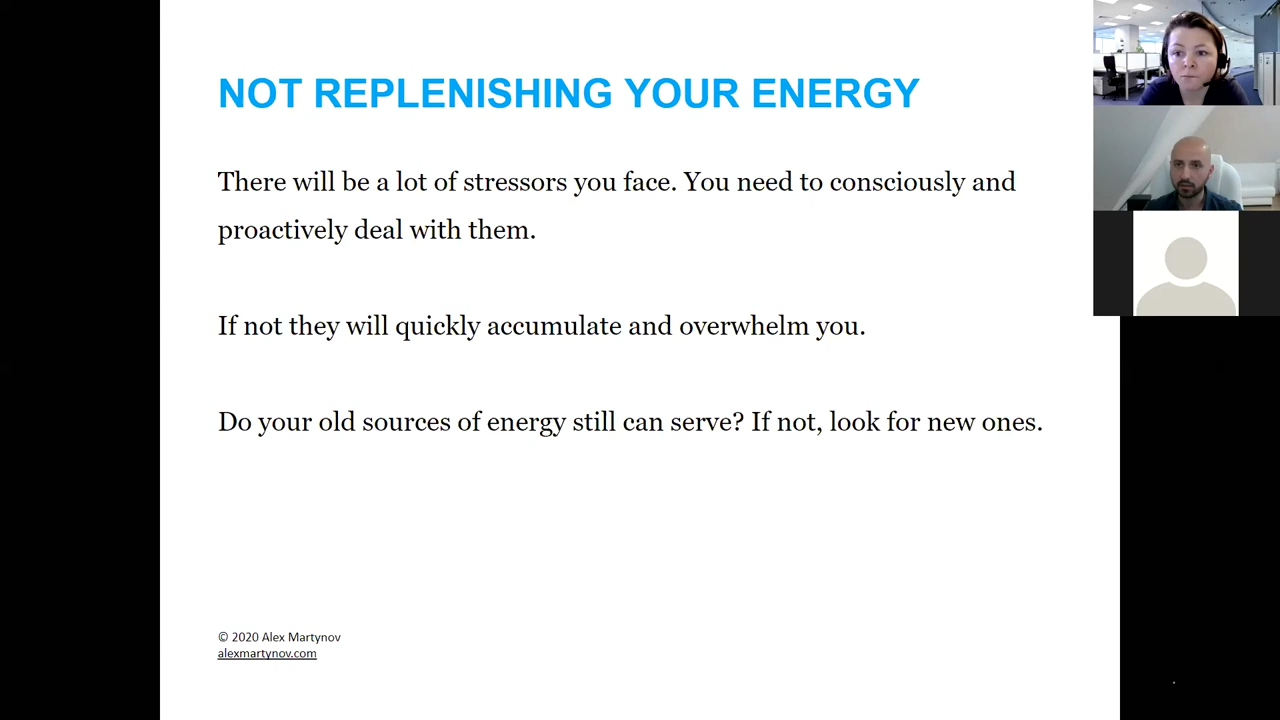 NOT REPLENISHING YOUR ENERGY
There will be a lot of stressors you face. You need to consciously and
proactively deal with them.
If not they will quickly accumulate and overwhelm you.
Do your old sources of energy still can serve? If not, look for new ones.
© 2020 Alex Martynov
alexmartynov.com